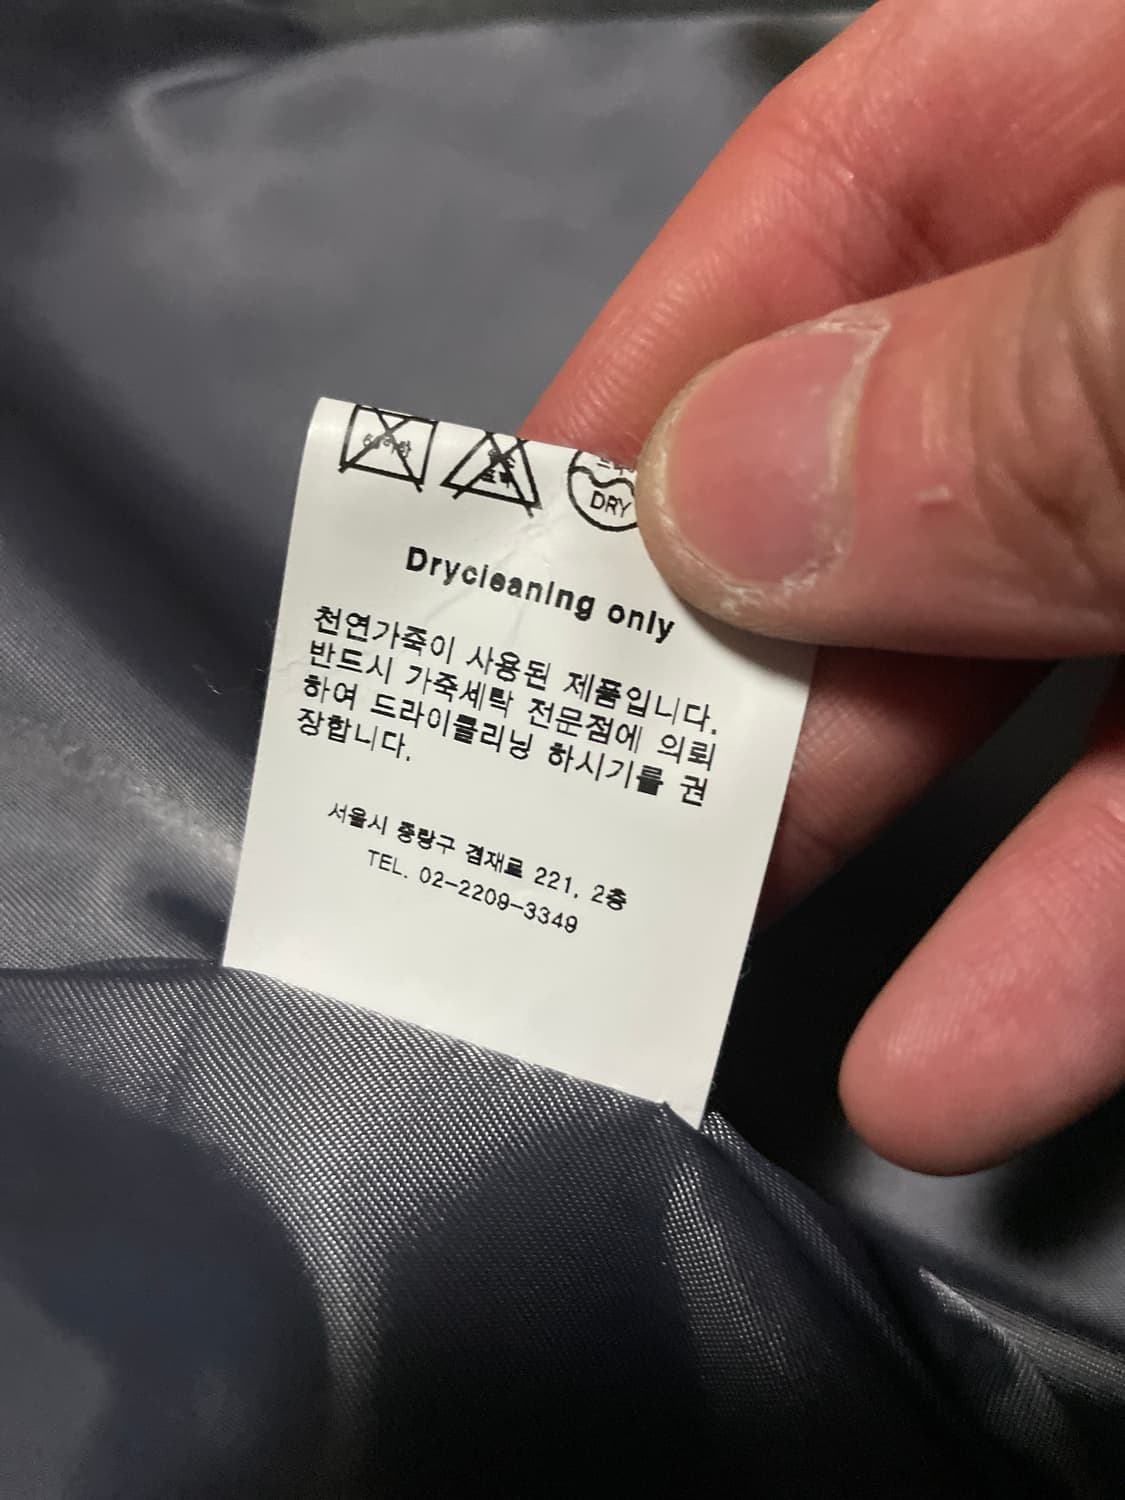 DRY
Drycleaning only
천연가죽이 사용된 제품입니다.
반드시 가죽세탁 전문점에 의뢰
하여 드라이클리닝 하시기를 권
장합니다.
서울시 중랑구 겸재로 221, 2층
TEL. 02-2209-3349